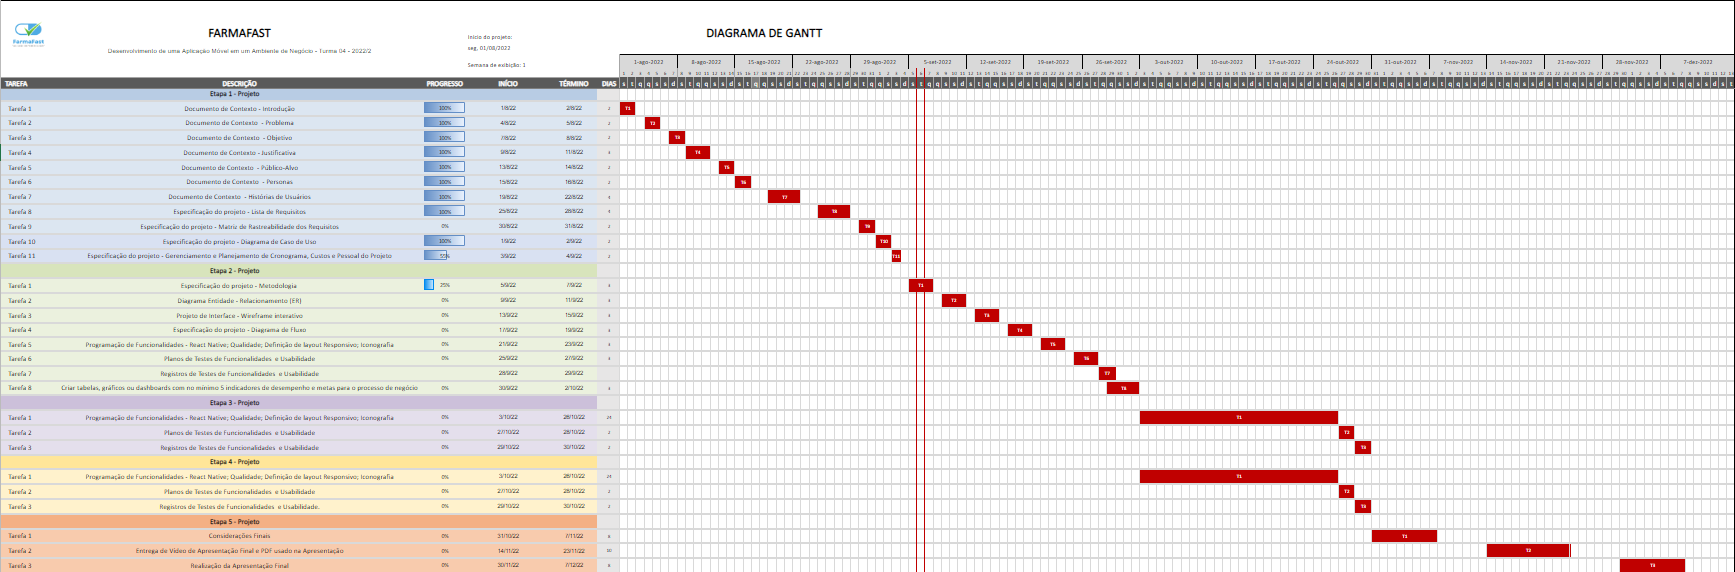 FarmaFast
FARMAFAST
Desenvolvimento de uma Aplicação Móvel em um Ambiente de Negócio - Turma 04 - 2022/2
Início do projeto:
seg, 01/08/2022
Semana de exibição: 1
DIAGRAMA DE GANTT
1-ago-2022 8-ago-2022 15-ago-2022 22-ago-2022 29-ago-2022 5-set-2022 12-set-2022 19-set-2022 26-set-2022 3-out-2022 10-out-2022 17-out-2022 24-out-2022 31-out-2022 7-nov-2022 14-nov-2022 21-nov-2022 28-nov-2022 7-dez-2022
TAREFA DESCRIÇÃO PROGRESSO INÍCIO TÉRMINO DIAS
Etapa 1 - Projeto
Tarefa 1 Documento de Contexto - Introdução 100% 1/8/22 2/8/22 2 T1
Tarefa 2 Documento de Contexto - Problema 100% 4/8/22 5/8/22 2 T2
Tarefa 3 Documento de Contexto - Objetivo 100% 7/8/22 8/8/22 2 T3
Tarefa 4 Documento de Contexto - Justificativa 100% 9/8/22 11/8/22 3 T4
Tarefa 5 Documento de Contexto - Público-Alvo 100% 13/8/22 14/8/22 2 T5
Tarefa 6 Documento de Contexto - Personas 100% 15/8/22 16/8/22 2 T6
Tarefa 7 Documento de Contexto - Histórias de Usuários 100% 19/8/22 22/8/22 4 T7
Tarefa 8 Especificação do projeto - Lista de Requisitos 100% 25/8/22 28/8/22 4 T8
Tarefa 9 Especificação do projeto - Matriz de Rastreabilidade dos Requisitos 0% 30/8/22 31/8/22 2 T9
Tarefa 10 Especificação do projeto - Diagrama de Caso de Uso 100% 1/9/22 2/9/22 2 T10
Tarefa 11 Especificação do projeto - Gerenciamento e Planejamento de Cronograma, Custos e Pessoal do Projeto 55% 3/9/22 4/9/22 2 T11
Etapa 2 - Projeto
Tarefa 1 Especificação do projeto - Metodologia 25% 5/9/22 7/9/22 3 T1
Tarefa 2 Diagrama Entidade - Relacionamento (ER) 0% 9/9/22 11/9/22 3 T2
Tarefa 3 Projeto de Interface - Wireframe interativo 0% 13/9/22 15/9/22 3 T3
Tarefa 4 Especificação do projeto - Diagrama de Fluxo 0% 17/9/22 19/9/22 3 T4
Tarefa 5 Programação de Funcionalidades - React Native; Qualidade; Definição de layout Responsivo; Iconografia 0% 21/9/22 23/9/22 3 T5
Tarefa 6 Planos de Testes de Funcionalidades e Usabilidade 0% 25/9/22 27/9/22 3 T6
Tarefa 7 Registros de Testes de Funcionalidades e Usabilidade 28/9/22 29/9/22 T7
Tarefa 8 Criar tabelas, gráficos ou dashboards com no mínimo 5 indicadores de desempenho e metas para o processo de negócio 0% 30/9/22 2/10/22 3 T8
Etapa 3 - Projeto
Tarefa 1 Programação de Funcionalidades - React Native; Qualidade; Definição de layout Responsivo; Iconografia 0% 3/10/22 26/10/22 24 T1
Tarefa 2 Planos de Testes de Funcionalidades e Usabilidade 0% 27/10/22 28/10/22 2 T2
Tarefa 3 Registros de Testes de Funcionalidades e Usabilidade 0% 29/10/22 30/10/22 2 T3
Etapa 4 - Projeto
Tarefa 1 Programação de Funcionalidades - React Native; Qualidade; Definição de layout Responsivo; Iconografia 0% 3/10/22 26/10/22 24 T1
Tarefa 2 Planos de Testes de Funcionalidades e Usabilidade 0% 27/10/22 28/10/22 2 T2
Tarefa 3 Registros de Testes de Funcionalidades e Usabilidade. 0% 29/10/22 30/10/22 2 T3
Etapa 5 - Projeto
Tarefa 1 Considerações Finais 0% 31/10/22 7/11/22 8 T1
Tarefa 2 Entrega de Vídeo de Apresentação Final e PDF usado na Apresentação 0% 14/11/22 23/11/22 10 T2
Tarefa 3 Realização da Apresentação Final 0% 30/11/22 7/12/22 8 T3